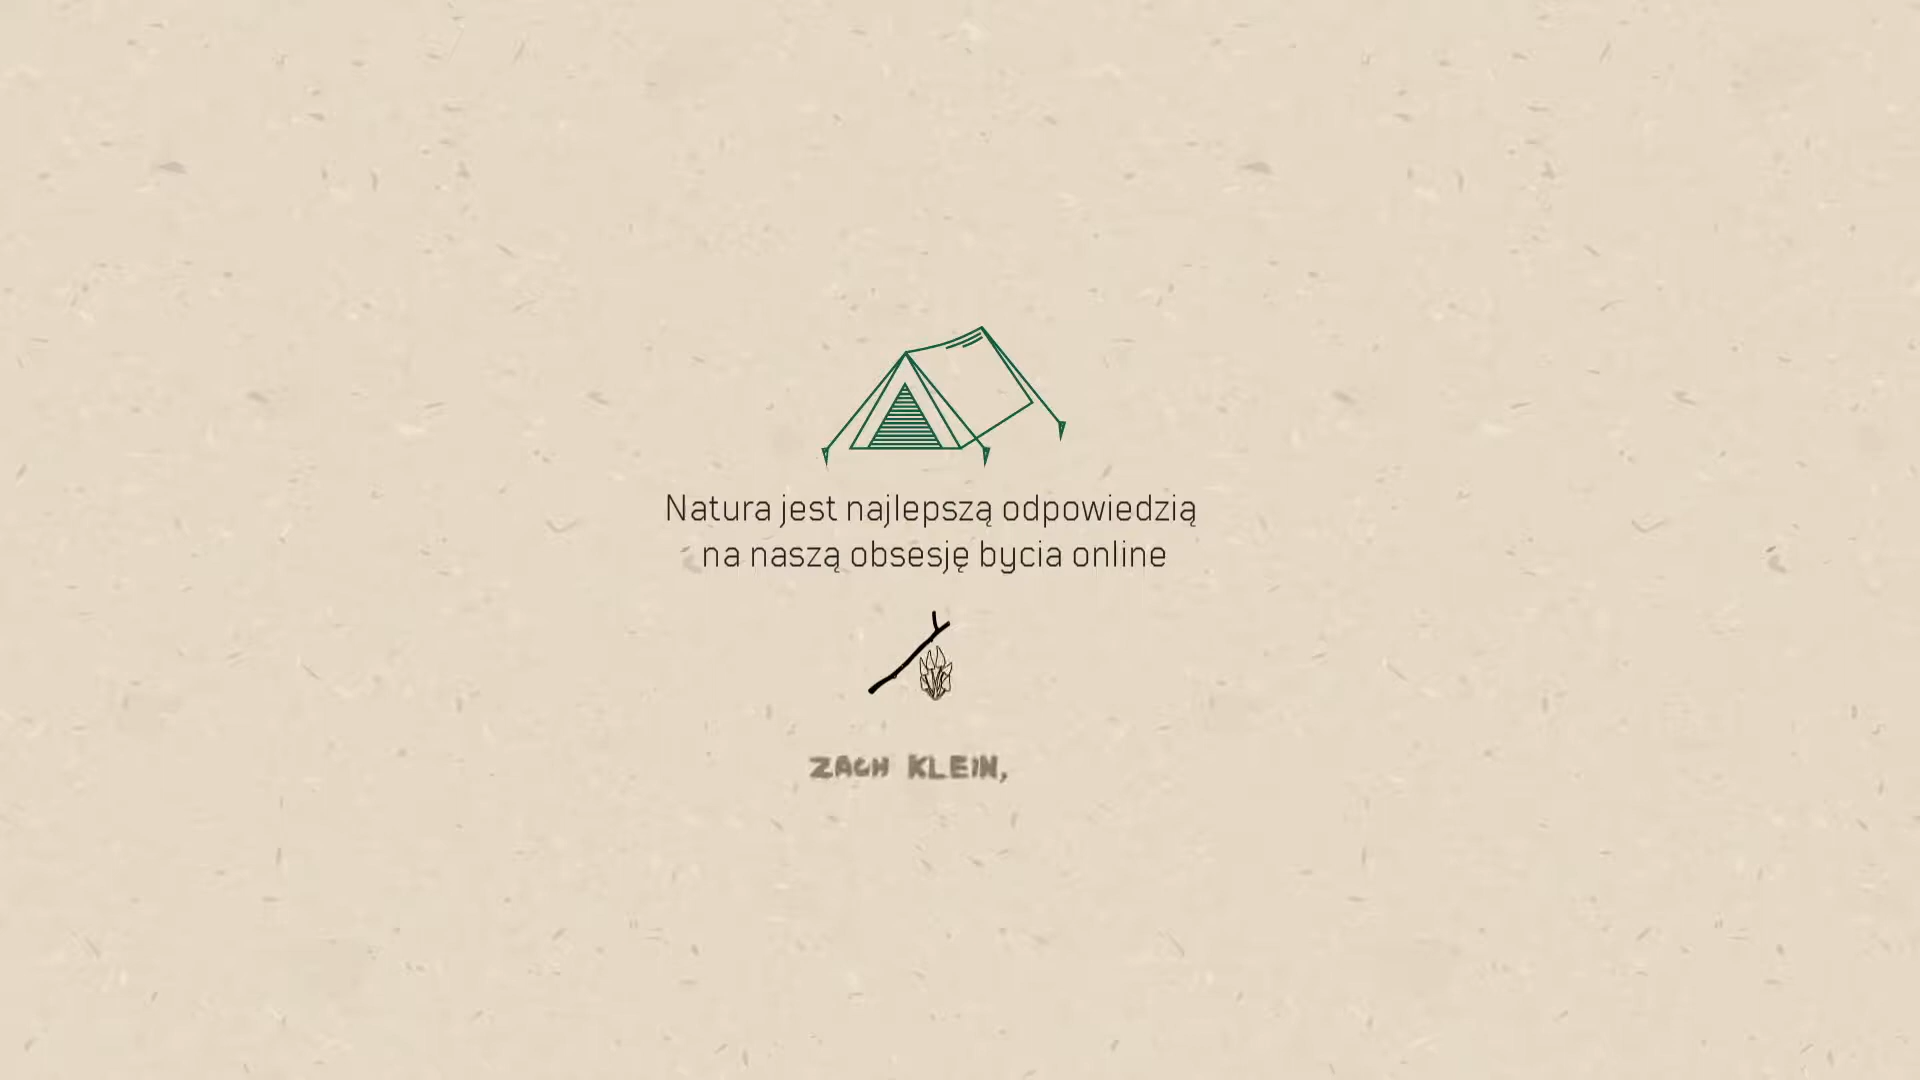 Natura jest najlepszą odpowiedzią
na naszą obsesję bycia online
ZACH KLEIN,